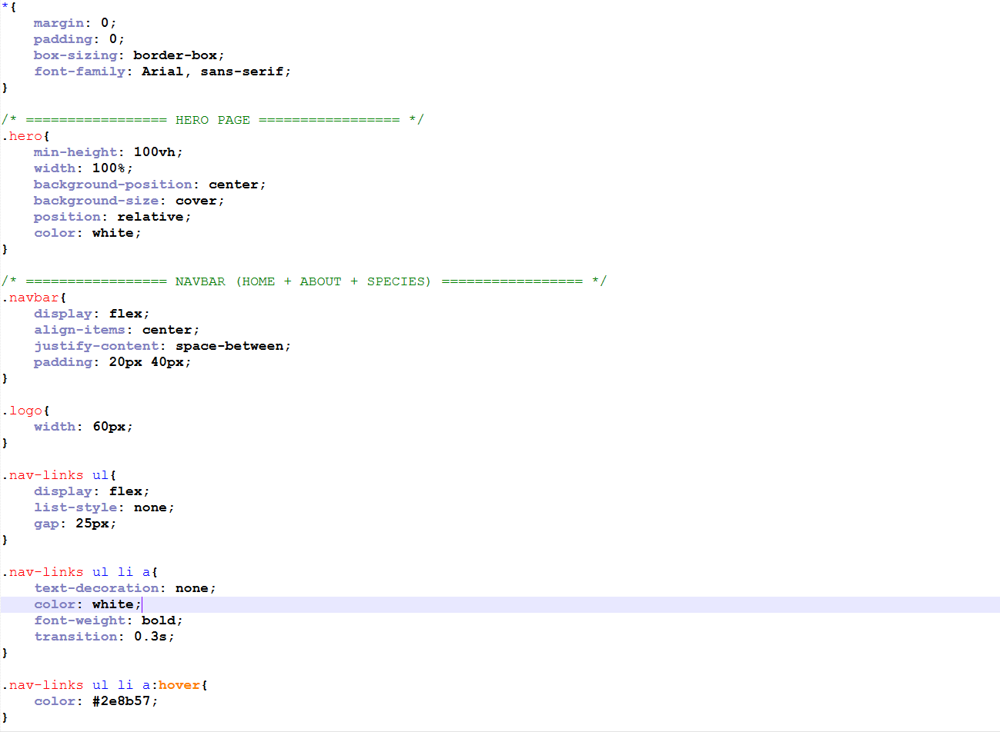 *{
    margin: 0;
    padding: 0;
    box-sizing: border-box;
    font-family: Arial, sans-serif;
}

/* ================= HERO PAGE ================= */
.hero{
    min-height: 100vh;
    width: 100%;
    background-position: center;
    background-size: cover;
    position: relative;
    color: white;
}

/* ================= NAVBAR (HOME + ABOUT + SPECIES) ================= */
.navbar{
    display: flex;
    align-items: center;
    justify-content: space-between;
    padding: 20px 40px;
}

.logo{
    width: 60px;
}

.nav-links ul{
    display: flex;
    list-style: none;
    gap: 25px;
}

.nav-links ul li a{
    text-decoration: none;
    color: white;
    font-weight: bold;
    transition: 0.3s;
}

.nav-links ul li a:hover{
    color: #2e8b57;
}